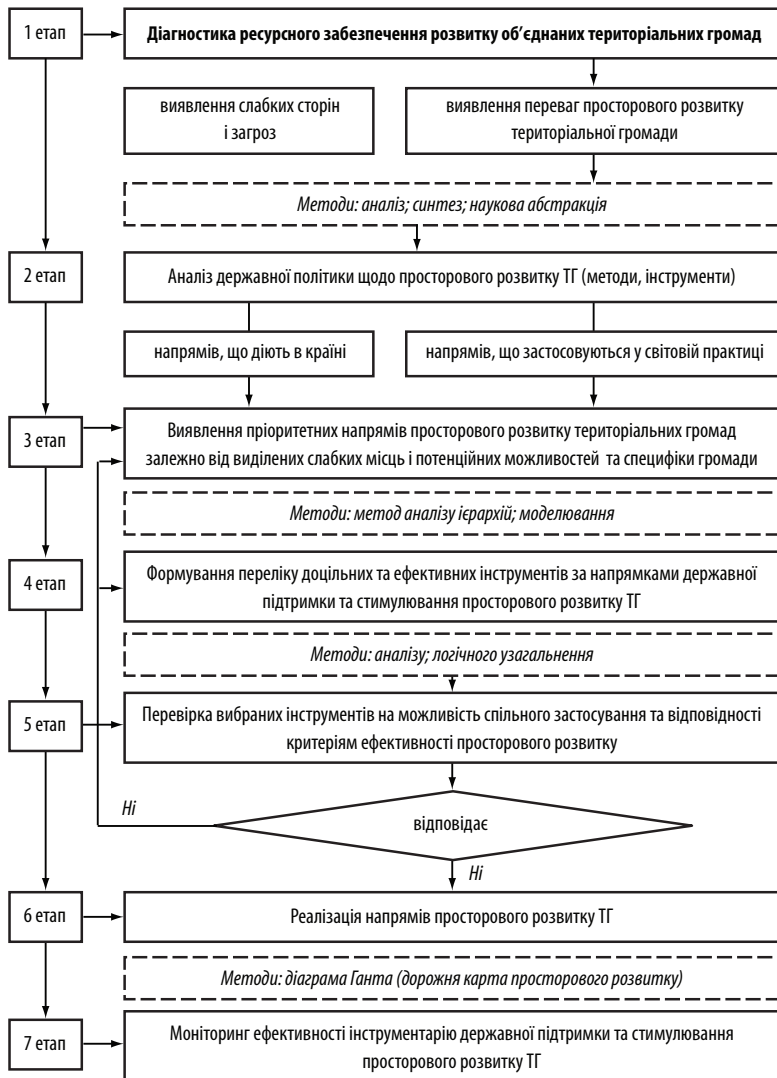 1 етап
Діагностика ресурсного забезпечення розвитку об’єднаних територіальних громад
виявлення слабких сторін
і загроз
виявлення переваг просторового розвитку
територіальної громади
Методи: аналіз; синтез; наукова абстракція
2 етап
Аналіз державної політики щодо просторового розвитку ТГ (методи, інструменти)
напрямів, що діють в країні
напрямів, що застосовуються у світовій практиці
3 етап
Виявлення пріоритетних напрямів просторового розвитку територіальних громад
залежно від виділених слабких місць і потенційних можливостей та специфіки громади
Методи: метод аналізу ієрархій; моделювання
4 етап
Формування переліку доцільних та ефективних інструментів за напрямками державної
підтримки та стимулювання просторового розвитку ТГ
Методи: аналізу; логічного узагальнення
5 етап
Перевірка вибраних інструментів на можливість спільного застосування та відповідності
критеріям ефективності просторового розвитку
Ні
відповідає
Ні
6 етап
Реалізація напрямів просторового розвитку ТГ
Методи: діаграма Ганта (дорожня карта просторового розвитку)
7 етап
Моніторинг ефективності інструментарію державної підтримки та стимулювання
просторового розвитку ТГ